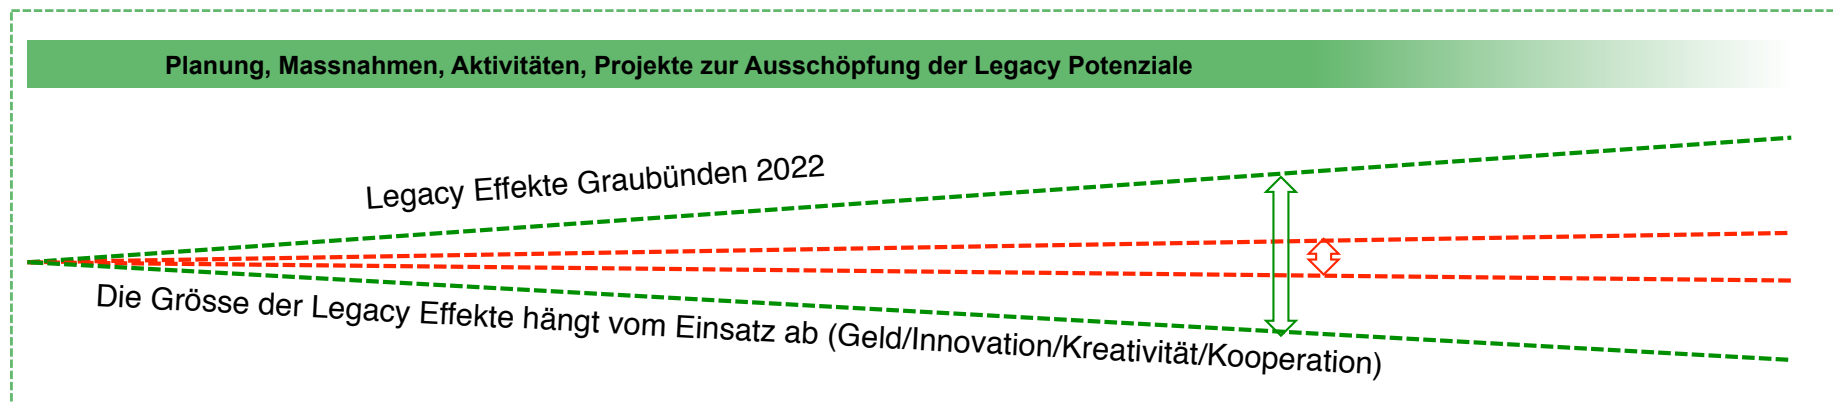 Planung, Massnahmen, Aktivitäten, Projekte zur Ausschöpfung der Legacy Potenziale
Legacy Effekte Graubünden 2022
Die Grösse der Legacy Effekte hängt vom Einsatz ab (Geld/Innovation/Kreativität/Kooperation)